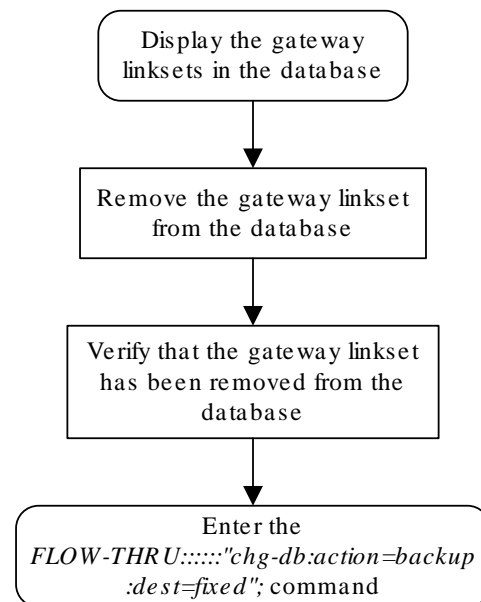 Display the gateway
linksets in the database
Remove the gateway linkset
from the database
Verify that the gateway linkset
has been removed from the
database
Enter the
FLOW-THRU::::::"chg-db:action=backup
:dest=fixed"; command